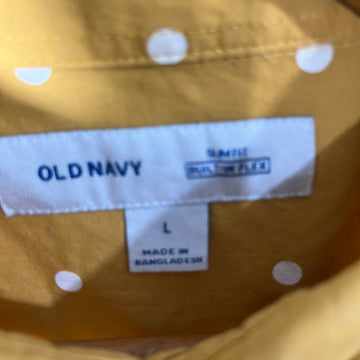 OLD NAVY
SLIM FIT
BUILT-IN FLEX
L
MADE IN
BANGLADESH